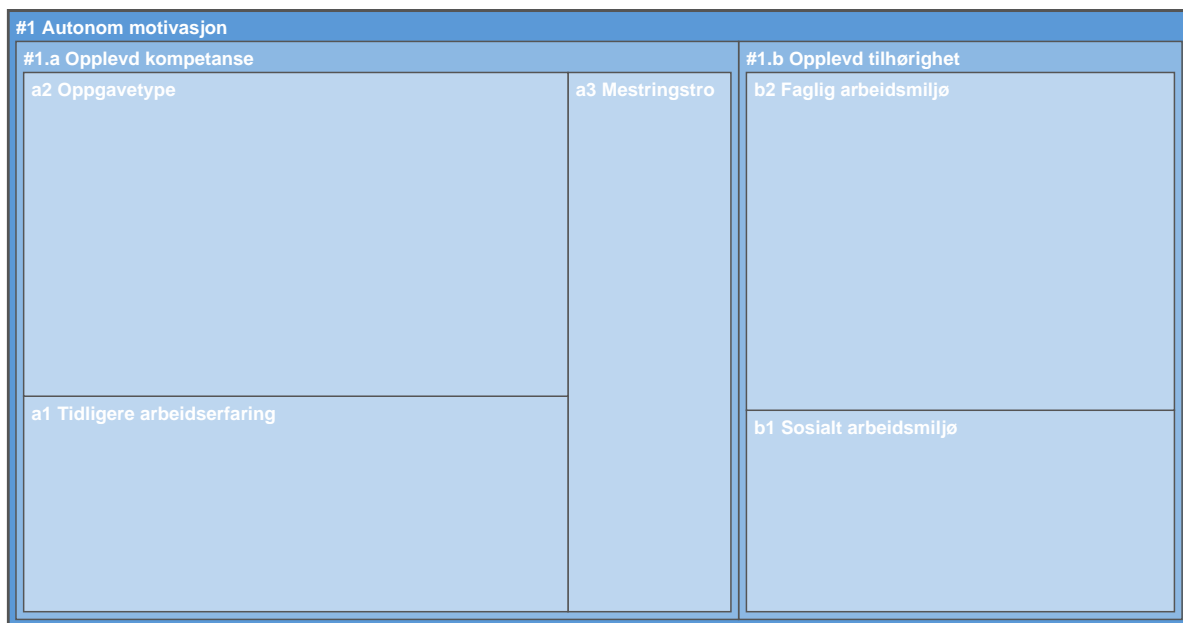 #1 Autonom motivasjon
#1.a Opplevd kompetanse
a2 Oppgavetype
a3 Mestringstro
a1 Tidligere arbeidserfaring
#1.b Opplevd tilhørighet
b2 Faglig arbeidsmiljø
b1 Sosialt arbeidsmiljø